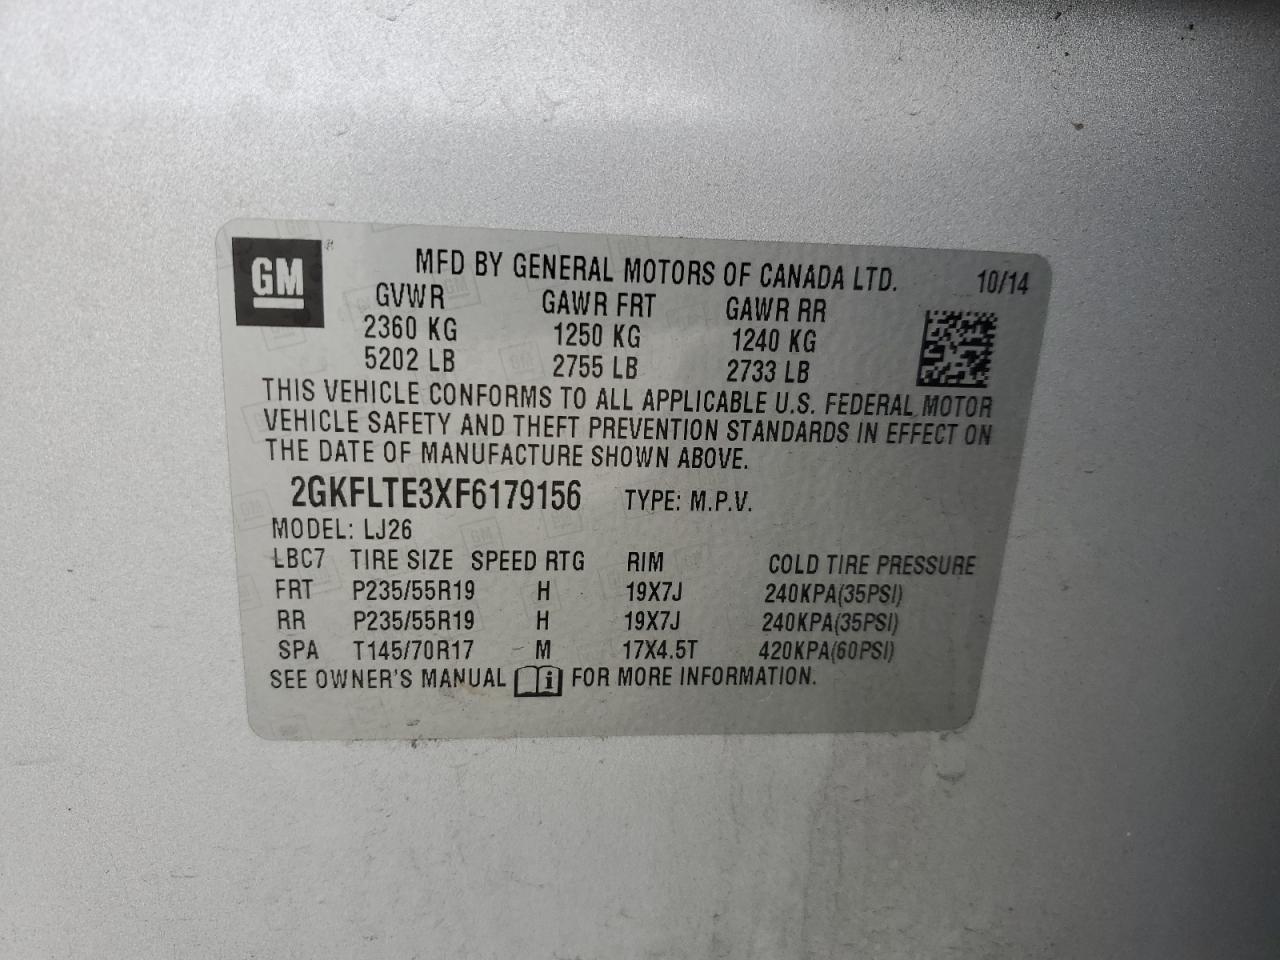 GM ®
MFD BY GENERAL MOTORS OF CANADA LTD. 10/14
GVWR GAWR FRT GAWR RR
2360 KG 1250 KG 1240 KG
5202 LB 2755 LB 2733 LB
THIS VEHICLE CONFORMS TO ALL APPLICABLE U.S. FEDERAL MOTOR
VEHICLE SAFETY AND THEFT PREVENTION STANDARDS IN EFFECT ON
THE DATE OF MANUFACTURE SHOWN ABOVE.
2GKFLTE3XF6179156 TYPE: M.P.V.
MODEL: LJ26
LBC7 TIRE SIZE SPEED RTG RIM COLD TIRE PRESSURE
FRT P235/55R19 H 19X7J 240KPA(35PSI)
RR P235/55R19 H 19X7J 240KPA(35PSI)
SPA T145/70R17 M 17X4.5T 420KPA(60PSI)
SEE OWNER'S MANUAL i FOR MORE INFORMATION.